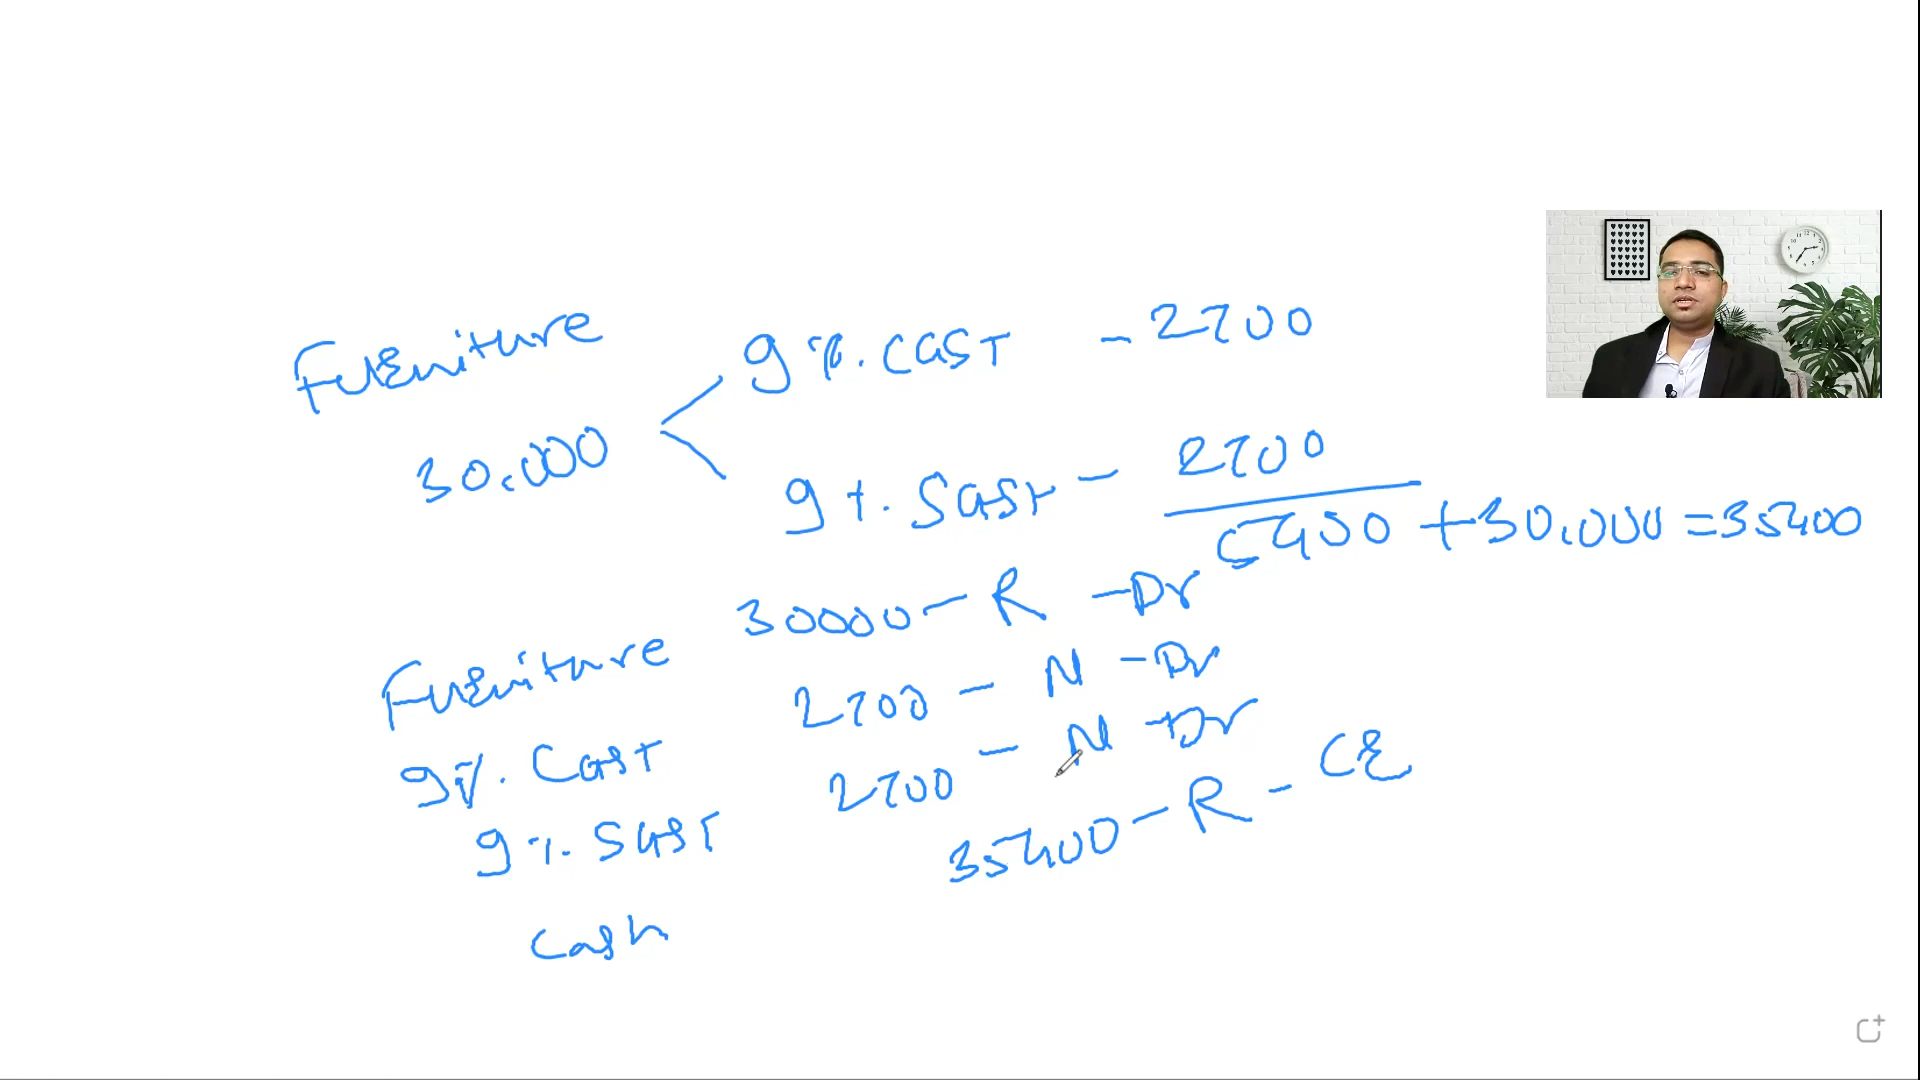 Furniture 9%. CGST - 2700
30,000 9%. SGST - 2700
5400 + 30,000 = 35400
Furniture 30000 - R - Dr
9%. CGST 2700 - N - Dr
9%. SGST 2700 - N - Dr
Cash 35400 - R - CR